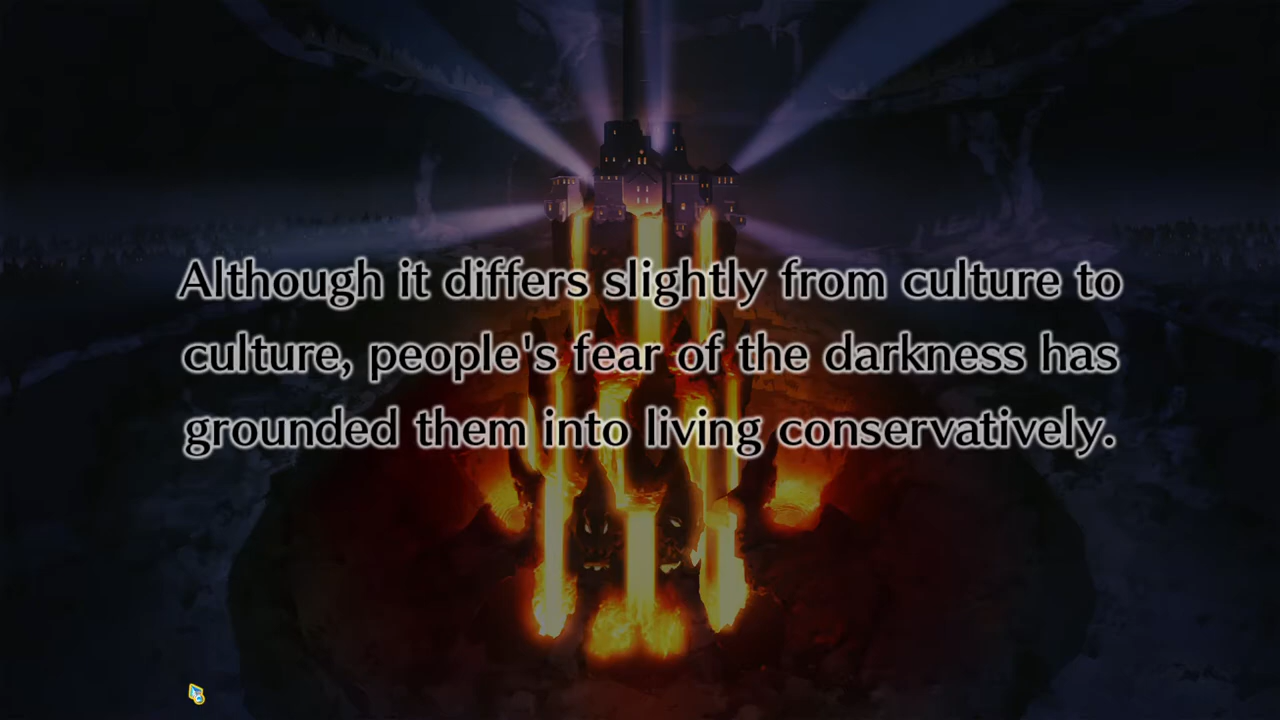 Although it differs slightly from culture to
culture, people's fear of the darkness has
grounded them into living conservatively.